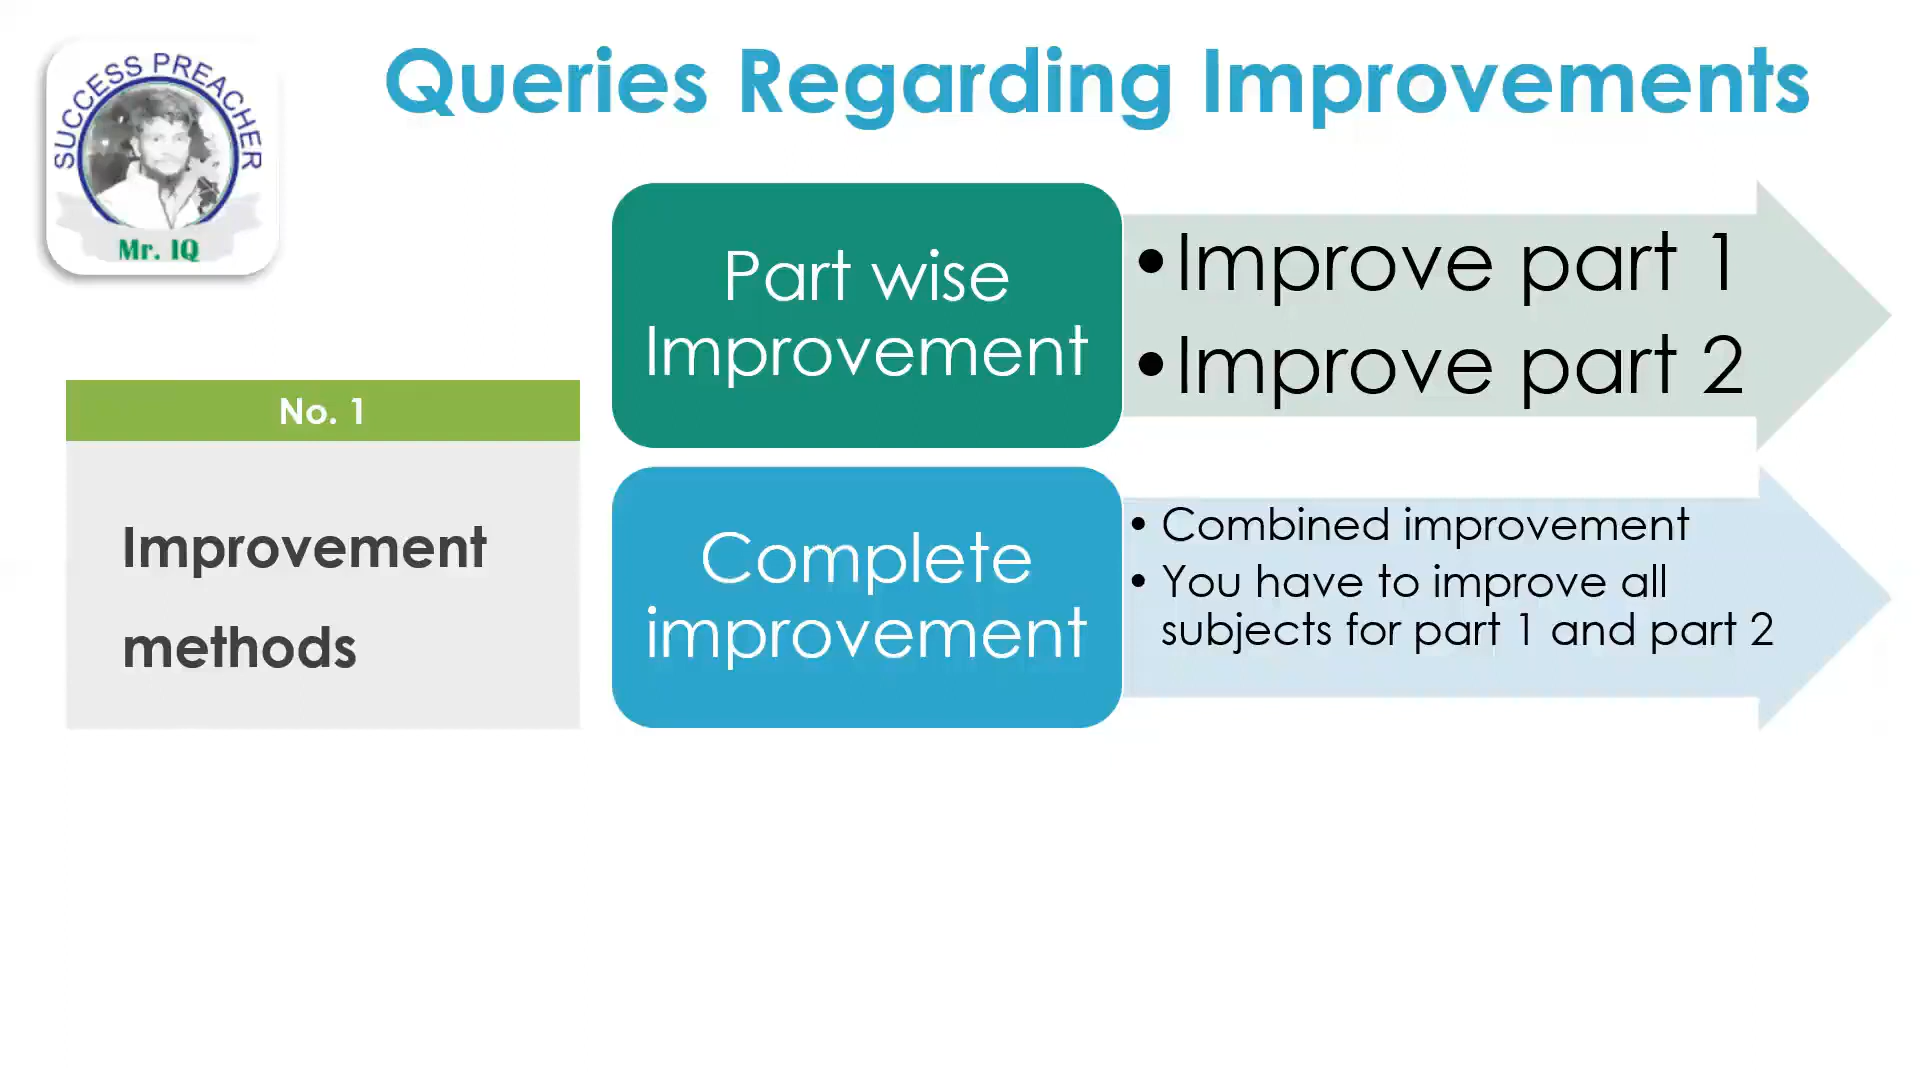 SUCCESS PREACHER
Mr. IQ
Queries Regarding Improvements
No. 1
Improvement
methods
Part wise
Improvement
•Improve part 1
•Improve part 2
Complete
improvement
• Combined improvement
• You have to improve all
subjects for part 1 and part 2